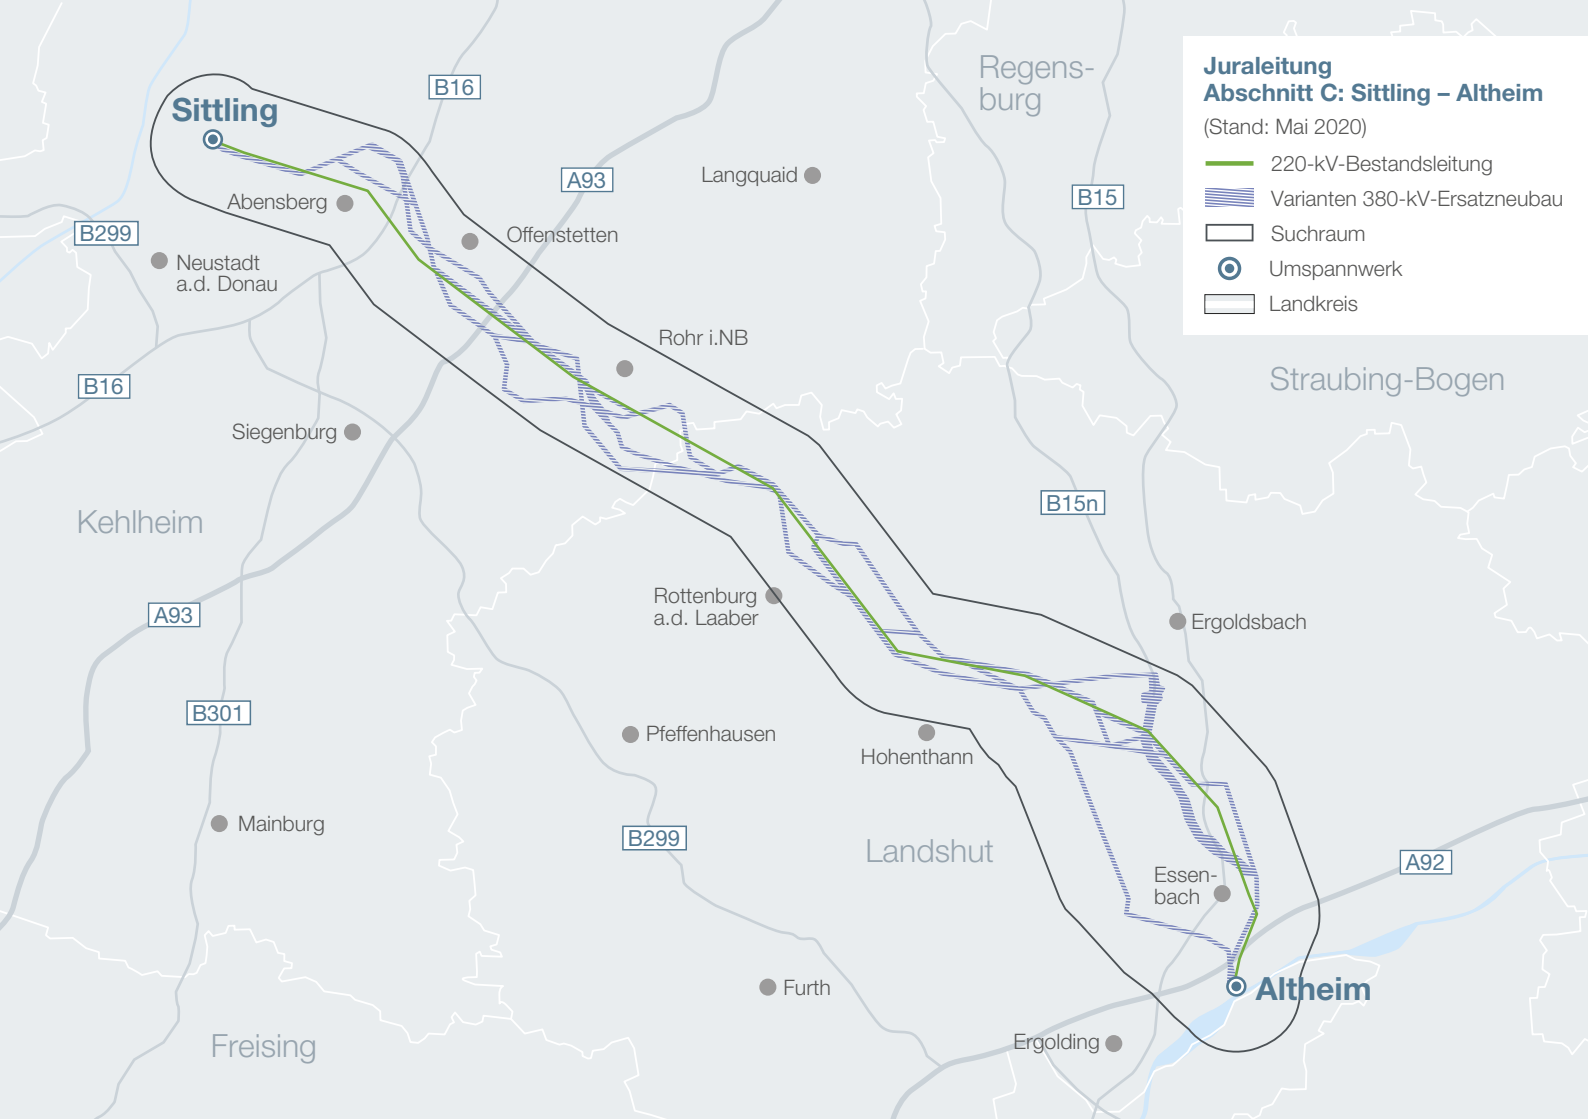 Juraleitung
Abschnitt C: Sittling – Altheim
(Stand: Mai 2020)
220-kV-Bestandsleitung
Varianten 380-kV-Ersatzneubau
Suchraum
Umspannwerk
Landkreis
Regens-
burg
B16
Sittling
A93
Langquaid
B15
Abensberg
B299
Offenstetten
Neustadt
a.d. Donau
Rohr i.NB
B16
Straubing-Bogen
Siegenburg
B15n
Kehlheim
Rottenburg
a.d. Laaber
A93
Ergoldsbach
B301
Pfeffenhausen
Hohenthann
Mainburg
B299
Landshut
A92
Essen-
bach
Furth
Altheim
Freising
Ergolding